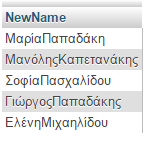 NewName
ΜαρίαΠαπαδάκη
ΜανόληςΚαπετανάκης
ΣοφίαΠασχαλίδου
ΓιώργοςΠαπαδάκης
ΕλένηΜιχαηλίδου